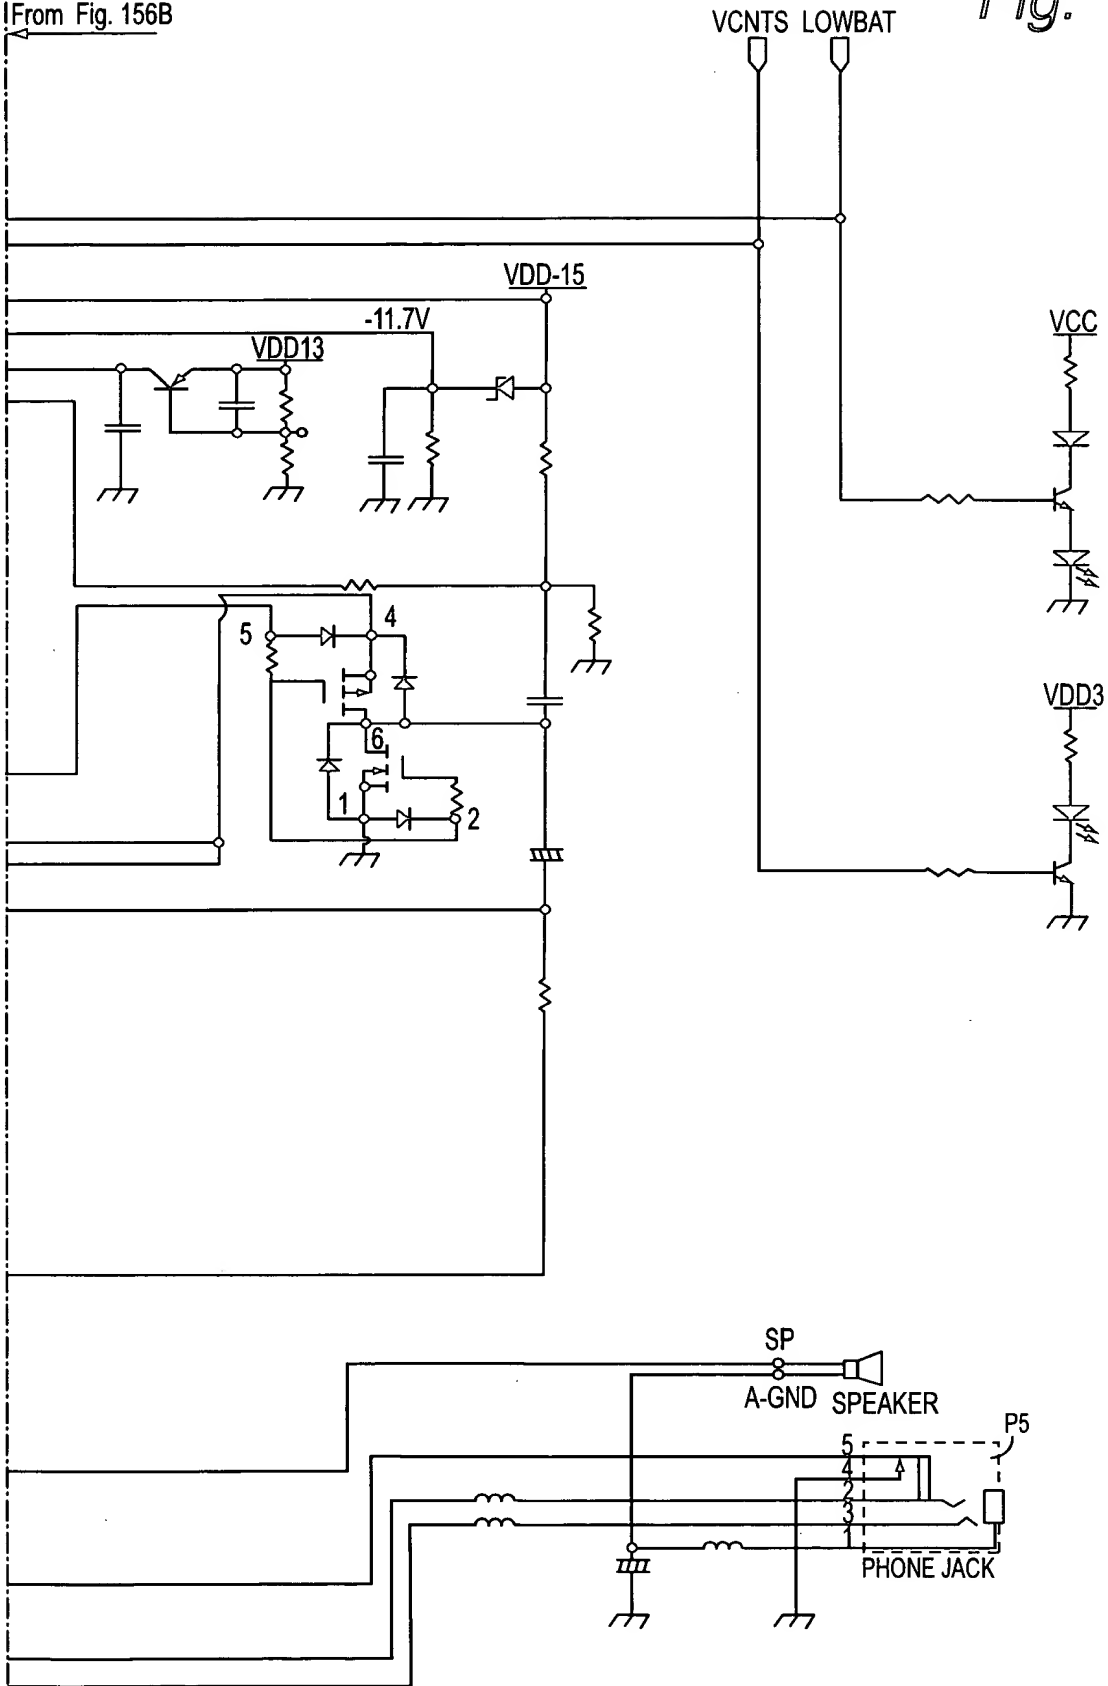 From Fig. 156B
Fig.
VCNTS LOWBAT
VDD-15
-11.7V
VDD13
VCC
5
4
VDD3
6
1
2
SP
A-GND
SPEAKER
P5
5
4
2
3
1
PHONE JACK